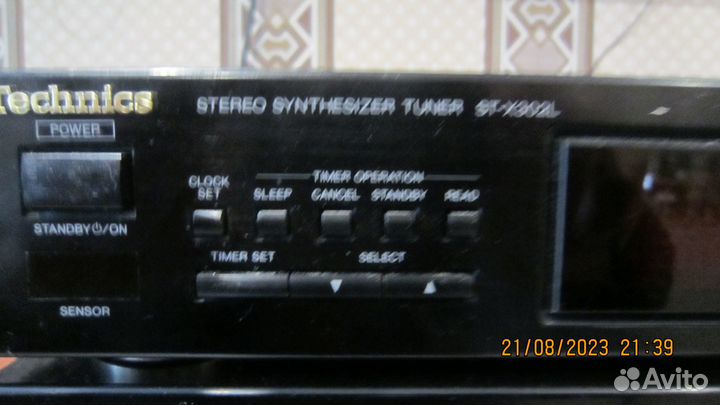 Technics
STEREO SYNTHESIZER TUNER ST-X302L
POWER
TIMER OPERATION
CLOCK SET
SLEEP CANCEL STANDBY READ
STANDBY⏻/ON
TIMER SET SELECT
▼ ▲
SENSOR
21/08/2023 21:39
Avito